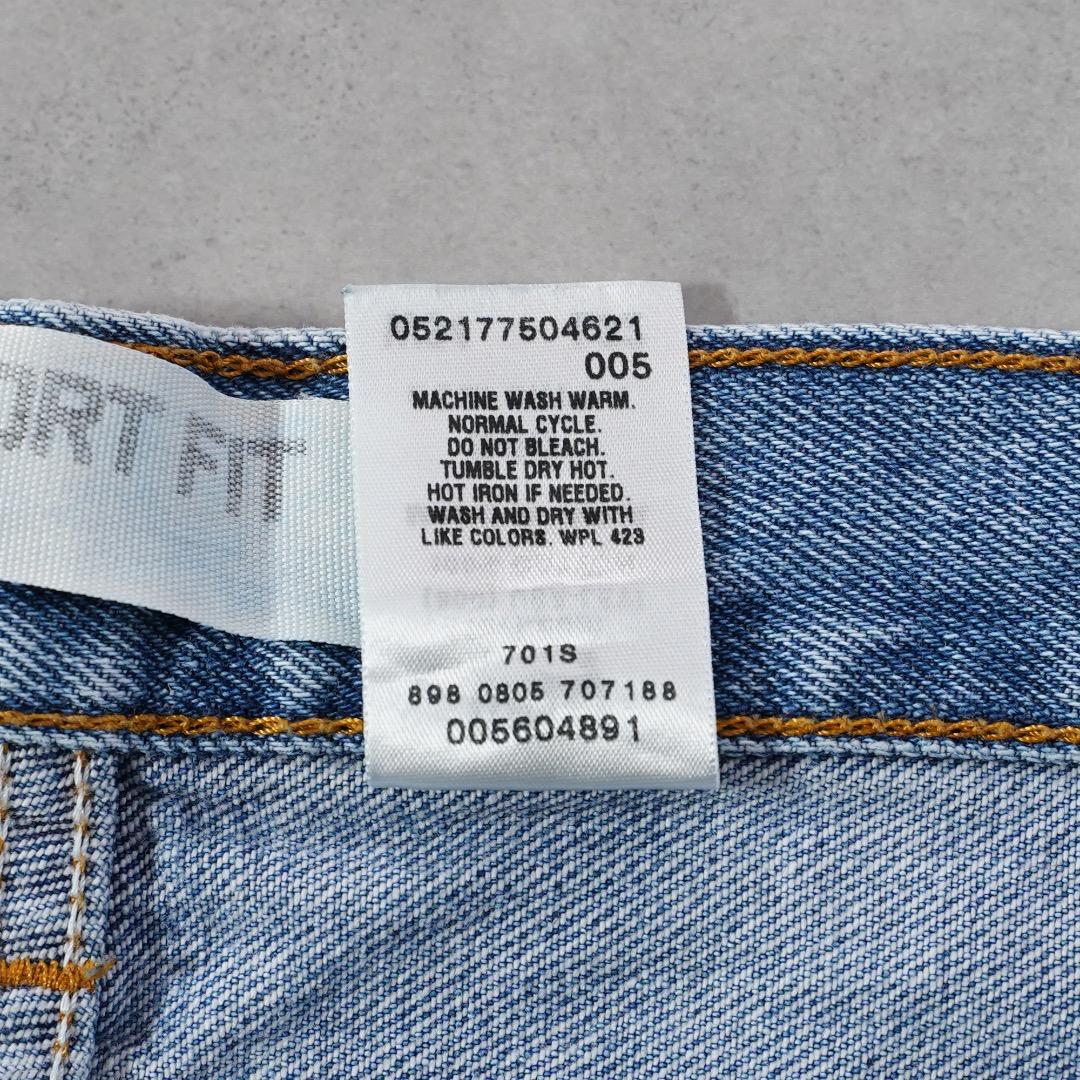 ORT FIT
052177504621
005
MACHINE WASH WARM.
NORMAL CYCLE.
DO NOT BLEACH.
TUMBLE DRY HOT.
HOT IRON IF NEEDED.
WASH AND DRY WITH
LIKE COLORS. WPL 423
701S
898 0805 707188
005604891